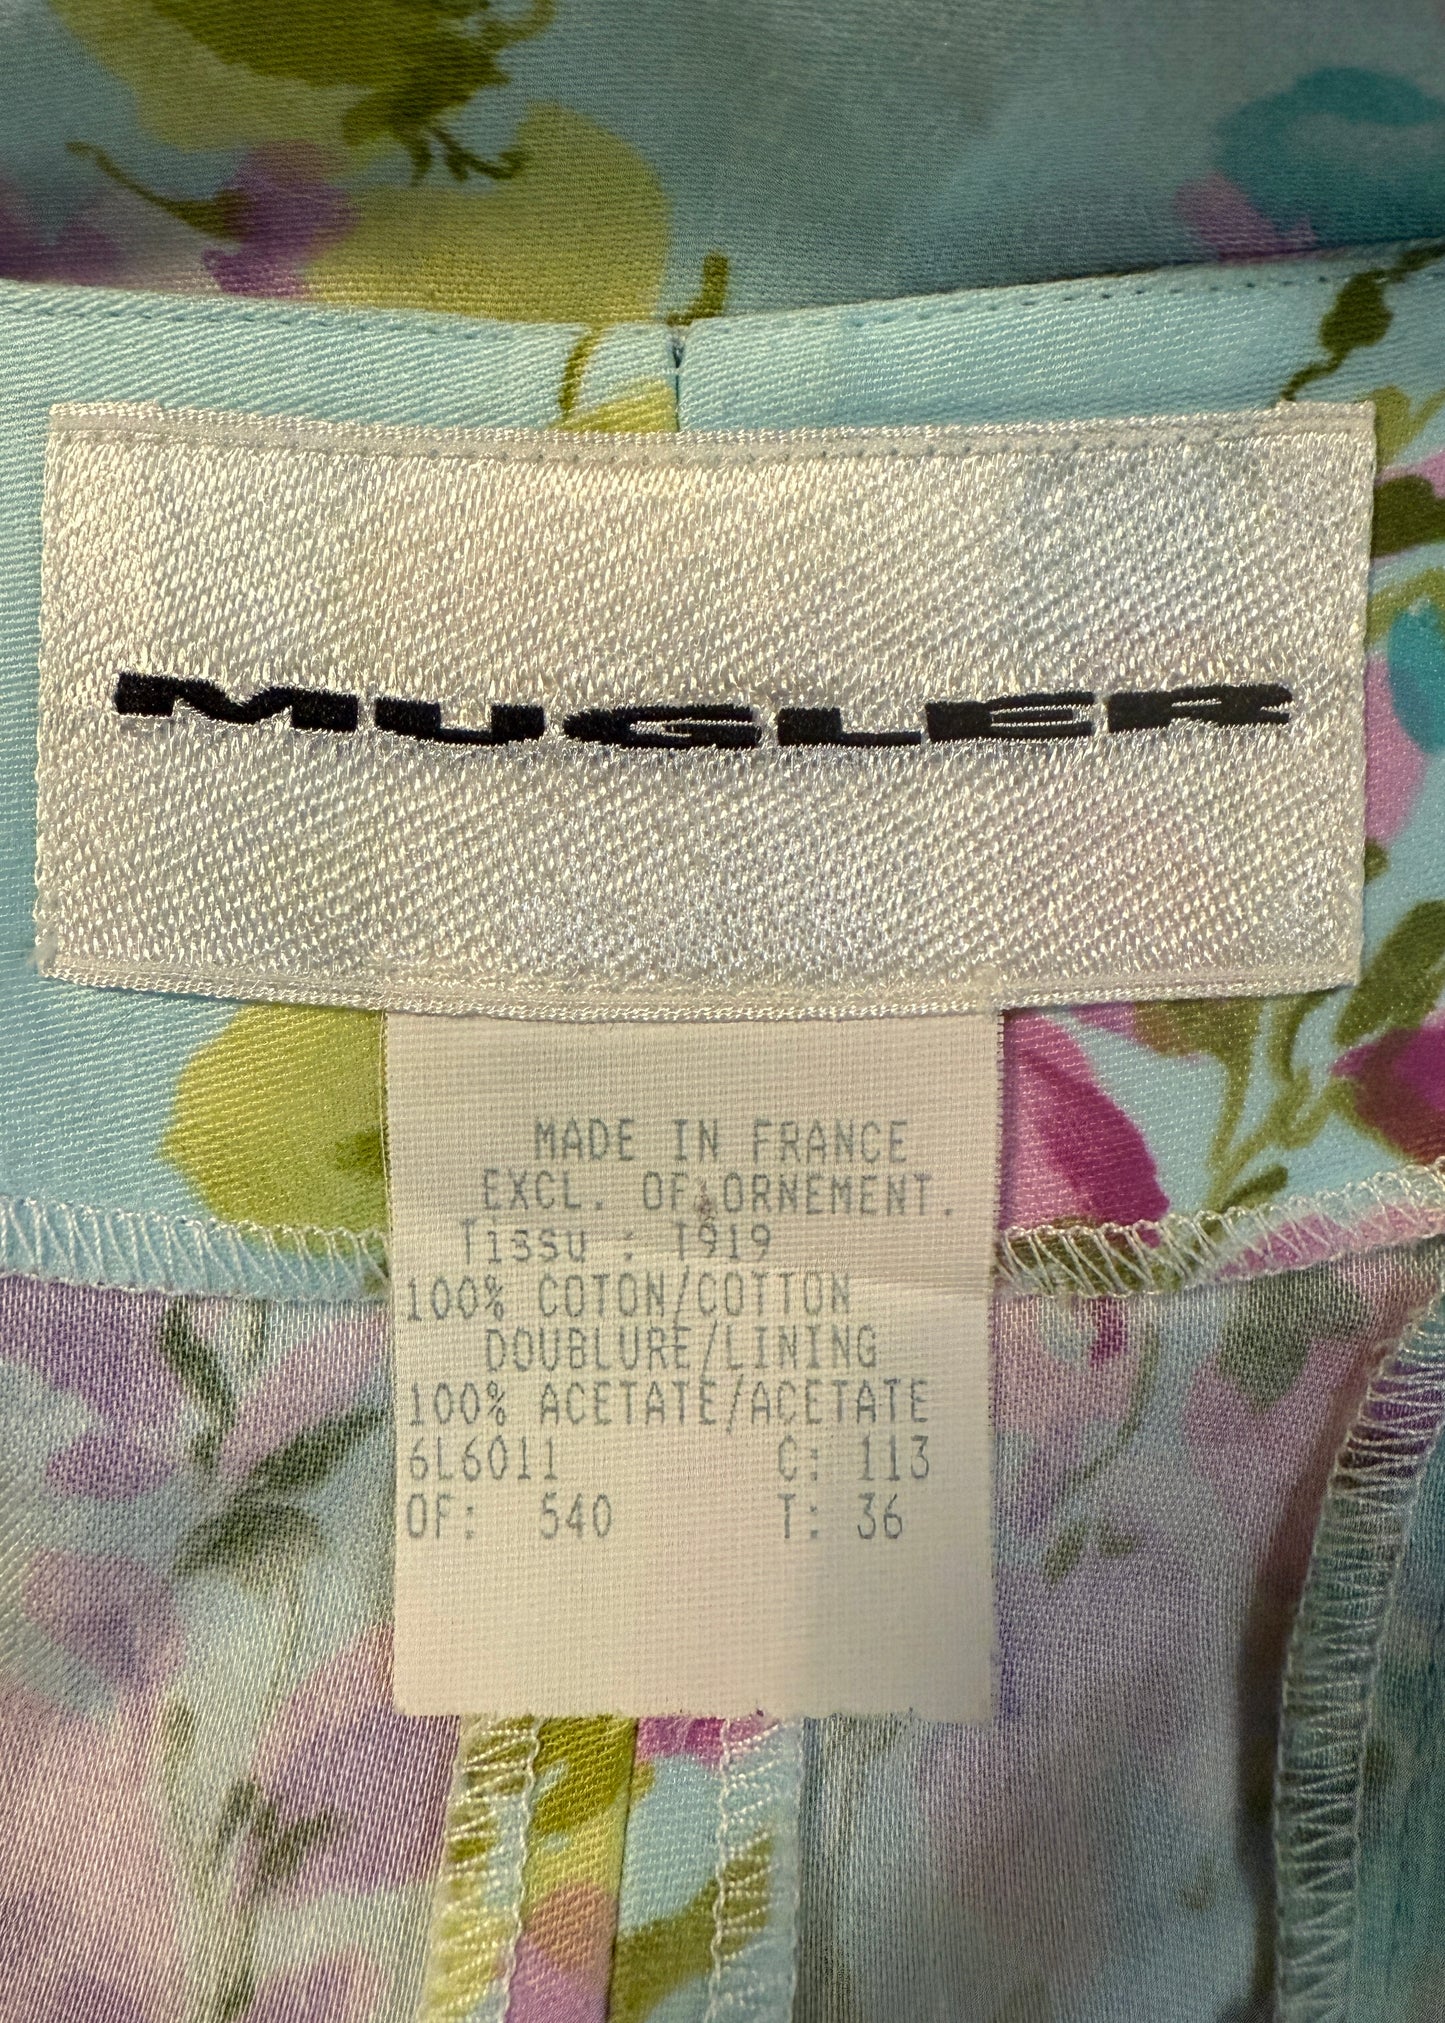 MUGLER
MADE IN FRANCE
EXCL. OF ORNEMENT.
Tissu : T919
100% COTON/COTTON
DOUBLURE/LINING
100% ACETATE/ACETATE
6L6011 C: 113
OF: 540 T: 36